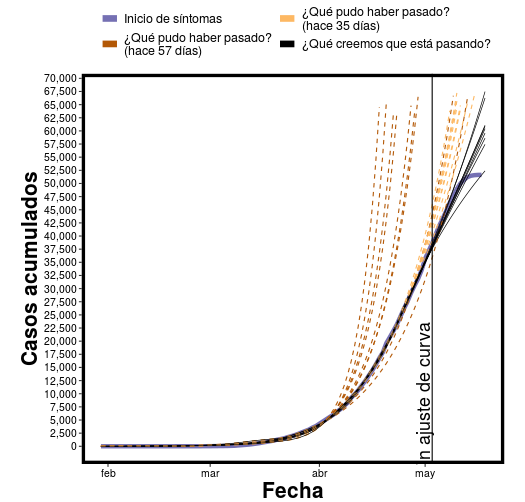 Inicio de síntomas
¿Qué pudo haber pasado?
(hace 57 días)
¿Qué pudo haber pasado?
(hace 35 días)
¿Qué creemos que está pasando?
Casos acumulados
70,000
67,500
65,000
62,500
60,000
57,500
55,000
52,500
50,000
47,500
45,000
42,500
40,000
37,500
35,000
32,500
30,000
27,500
25,000
22,500
20,000
17,500
15,000
12,500
10,000
7,500
5,000
2,500
0
n ajuste de curva
feb
mar
abr
may
Fecha